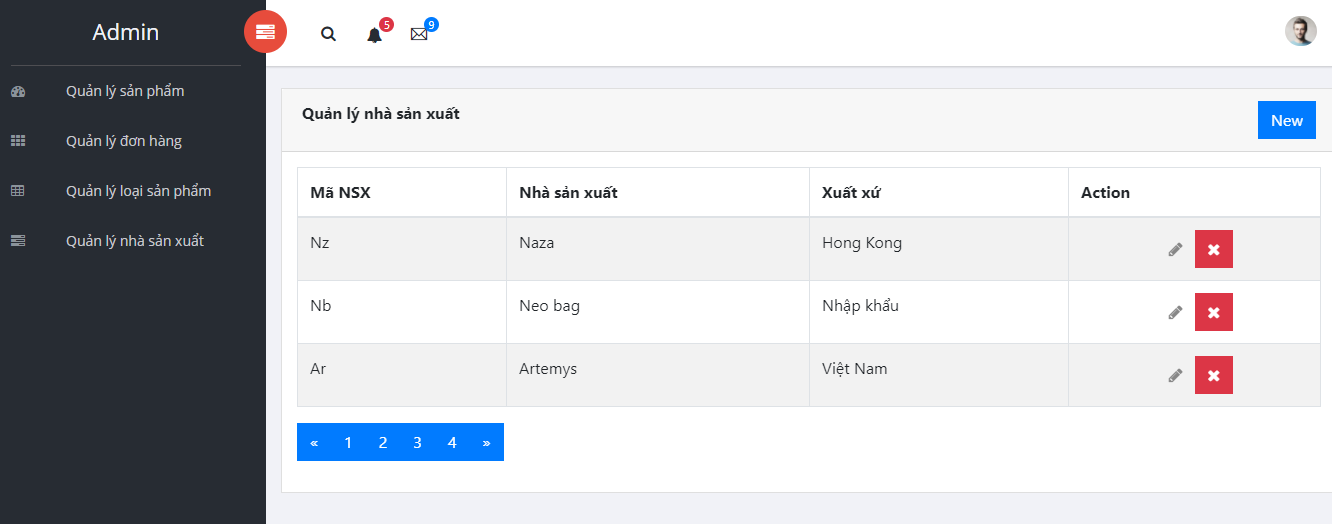 Admin
5
9
Quản lý sản phẩm
Quản lý đơn hàng
Quản lý loại sản phẩm
Quản lý nhà sản xuẩt
Quản lý nhà sản xuất
New
Mã NSX Nhà sản xuất Xuất xứ Action
Nz Naza Hong Kong
Nb Neo bag Nhập khẩu
Ar Artemys Việt Nam
« 1 2 3 4 »